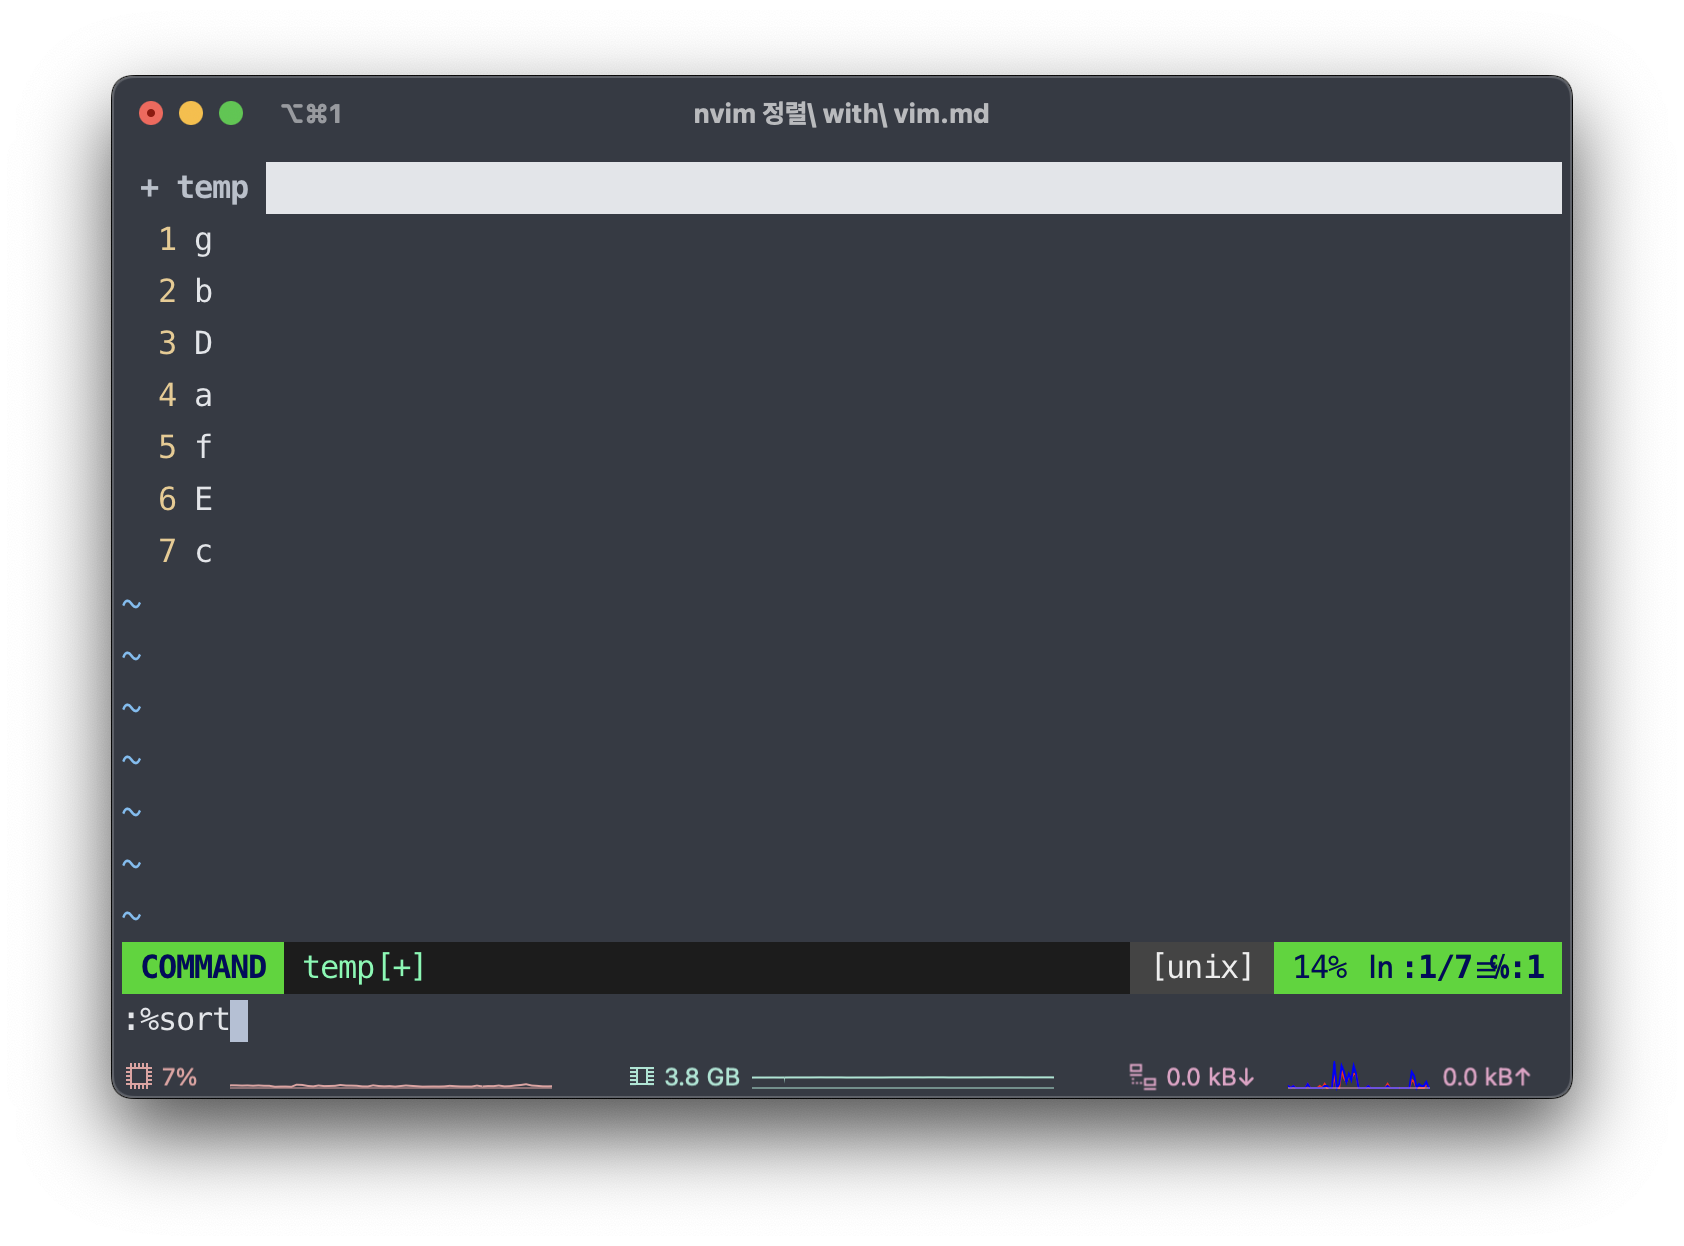 ⌥⌘1 nvim 정렬\ with\ vim.md
+ temp
1 g
2 b
3 D
4 a
5 f
6 E
7 c
~
~
~
~
~
~
~
COMMAND temp[+] [unix] 14% ln :1/7≡℅:1
:%sort
7% 3.8 GB 0.0 kB↓ 0.0 kB↑